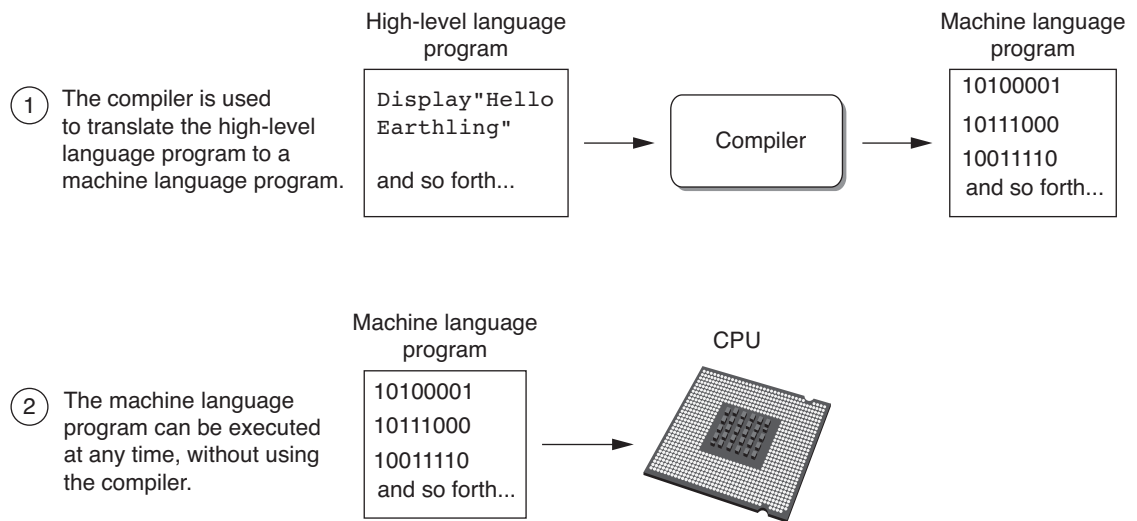 High-level language
program
Machine language
program
1
The compiler is used
to translate the high-level
language program to a
machine language program.
Display"Hello
Earthling"
and so forth...
Compiler
10100001
10111000
10011110
and so forth...
Machine language
program
CPU
2
The machine language
program can be executed
at any time, without using
the compiler.
10100001
10111000
10011110
and so forth...